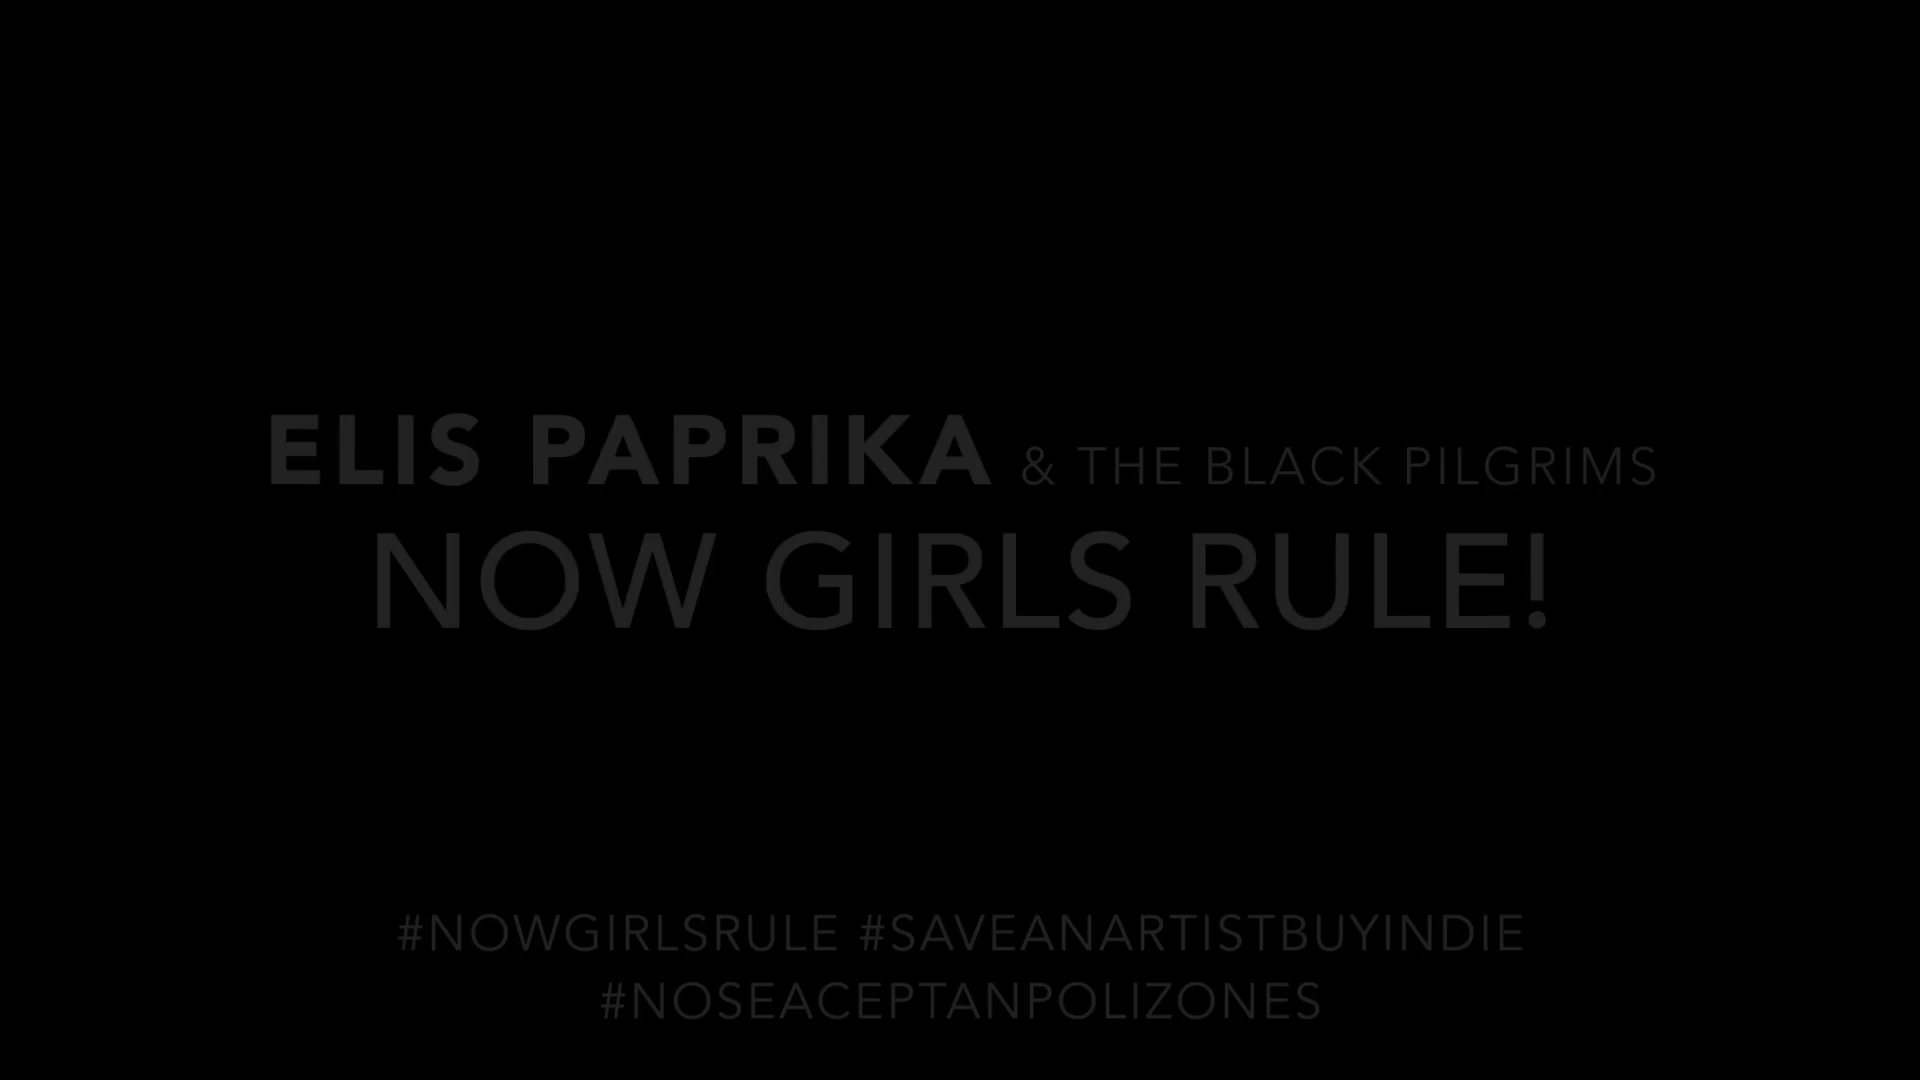 ELIS PAPRIKA & THE BLACK PILGRIMS
NOW GIRLS RULE!
#NOWGIRLSRULE #SAVEANARTISTBUYINDIE
#NOSEACEPTANPOLIZONES